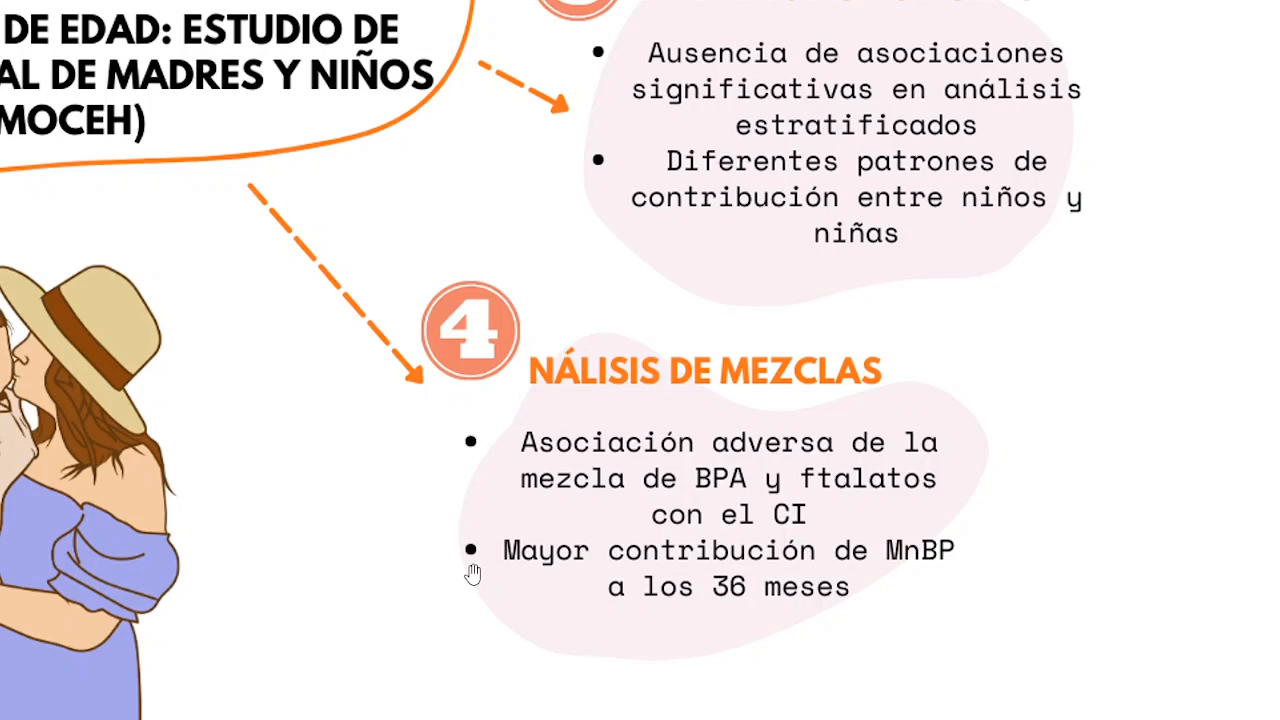 DE EDAD: ESTUDIO DE
AL DE MADRES Y NIÑOS
MOCEH)
• Ausencia de asociaciones
significativas en análisis
estratificados
• Diferentes patrones de
contribución entre niños y
niñas
4
NÁLISIS DE MEZCLAS
• Asociación adversa de la
mezcla de BPA y ftalatos
con el CI
• Mayor contribución de MnBP
a los 36 meses